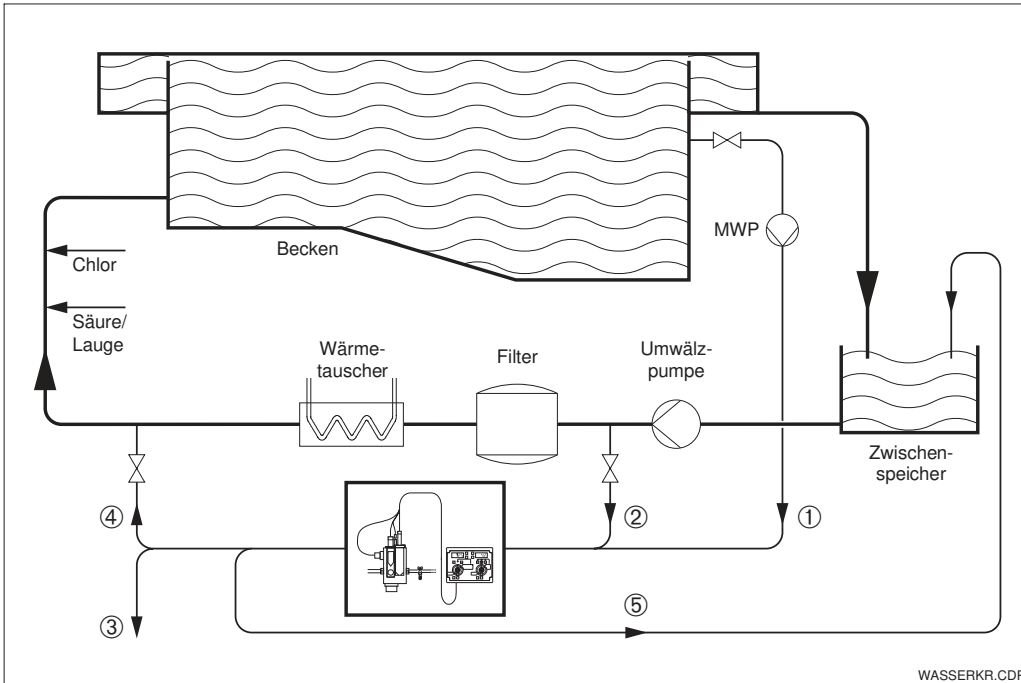 MWP
Becken
Chlor
Säure/
Lauge
Wärme-
tauscher
Filter
Umwälz-
pumpe
Zwischen-
speicher
④
②
①
③
⑤
WASSERKR.CDR